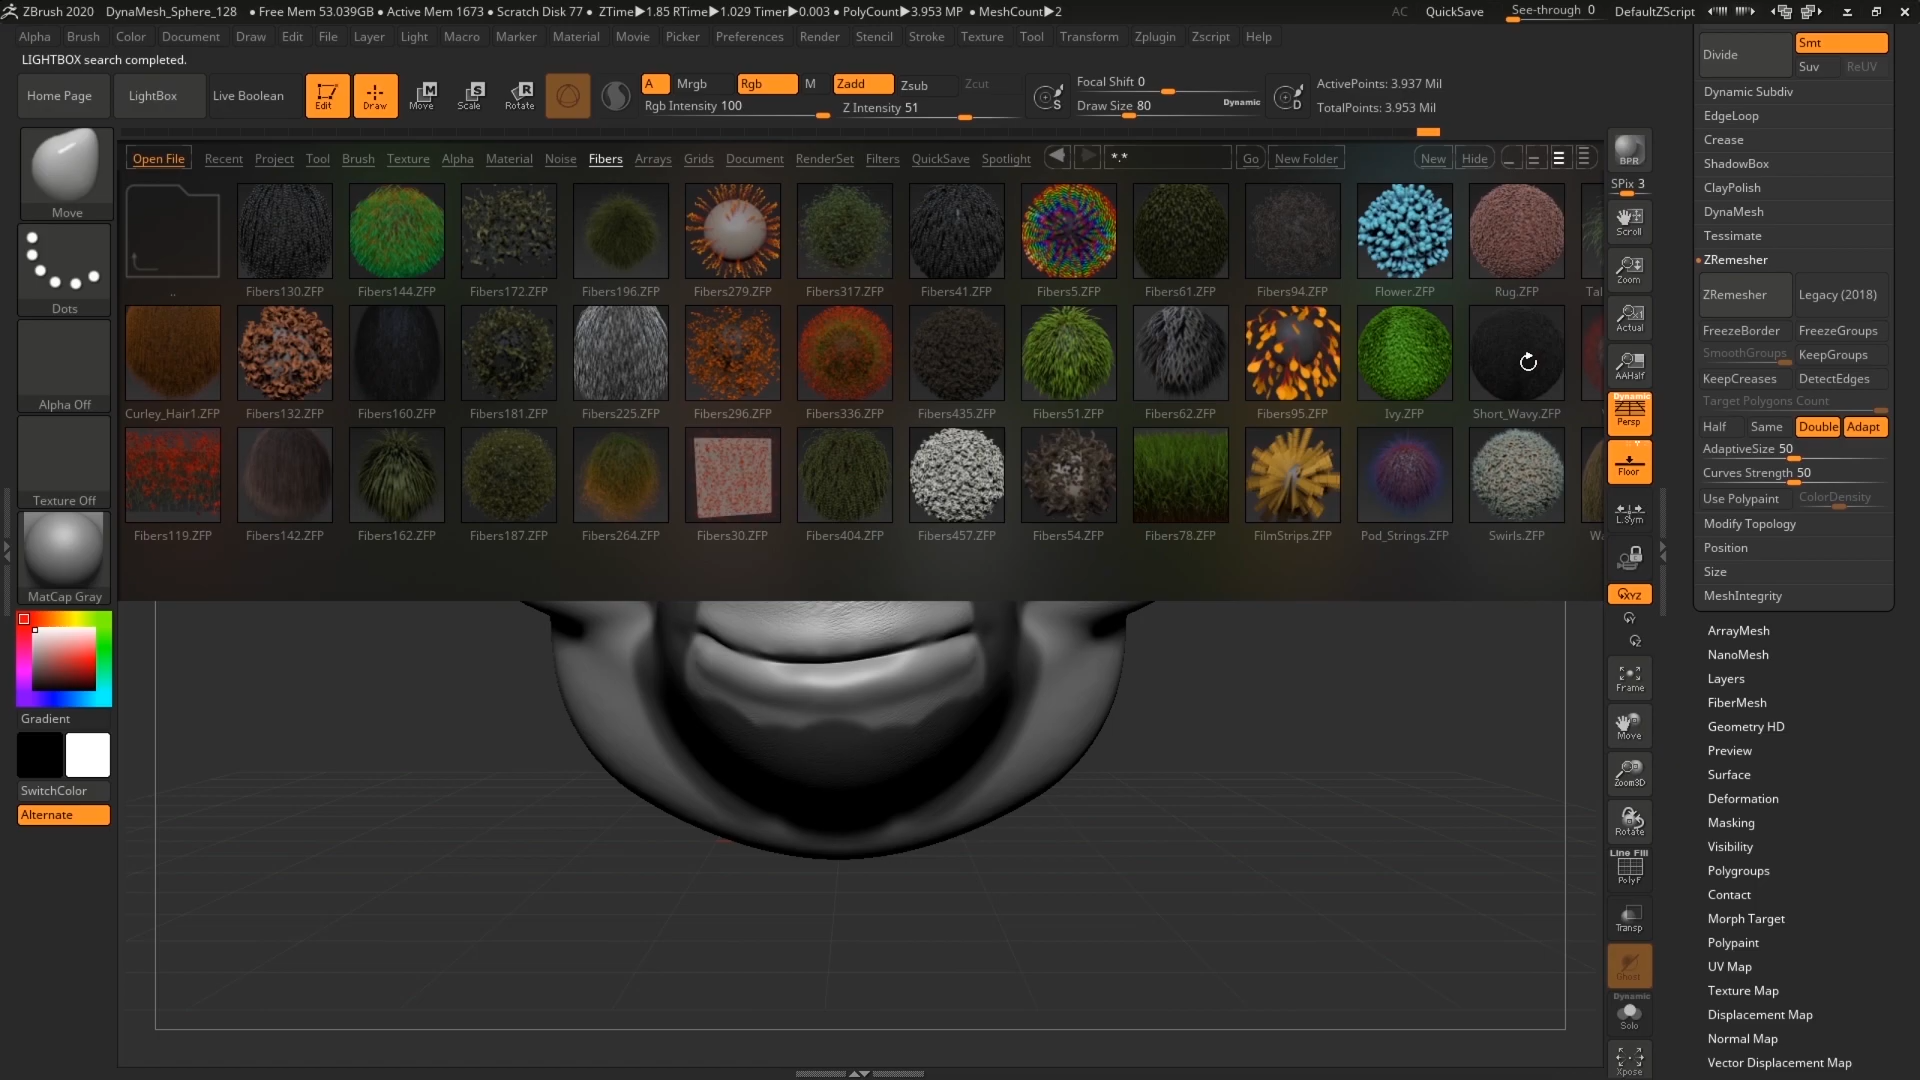 ZBrush 2020 DynaMesh_Sphere_128 • Free Mem 53.039GB • Active Mem 1673 • Scratch Disk 77 • ZTime▶1.85 RTime▶1.029 Timer▶0.003 • PolyCount▶3.953 MP • MeshCount▶2 AC QuickSave See-through 0 DefaultZScript
Alpha Brush Color Document Draw Edit File Layer Light Macro Marker Material Movie Picker Preferences Render Stencil Stroke Texture Tool Transform Zplugin Zscript Help
LIGHTBOX search completed.
Home Page LightBox Live Boolean Edit Draw Move Scale Rotate
A Mrgb Rgb M Zadd Zsub Zcut
Rgb Intensity 100 Z Intensity 51
S Focal Shift 0
Draw Size 80 Dynamic
D ActivePoints: 3.937 Mil
TotalPoints: 3.953 Mil
Open File Recent Project Tool Brush Texture Alpha Material Noise Fibers Arrays Grids Document RenderSet Filters QuickSave Spotlight *.* Go New Folder New Hide
.. Fibers130.ZFP Fibers144.ZFP Fibers172.ZFP Fibers196.ZFP Fibers279.ZFP Fibers317.ZFP Fibers41.ZFP Fibers5.ZFP Fibers61.ZFP Fibers94.ZFP Flower.ZFP Rug.ZFP Tal
Curley_Hair1.ZFP Fibers132.ZFP Fibers160.ZFP Fibers181.ZFP Fibers225.ZFP Fibers296.ZFP Fibers336.ZFP Fibers435.ZFP Fibers51.ZFP Fibers62.ZFP Fibers95.ZFP Ivy.ZFP Short_Wavy.ZFP
Fibers119.ZFP Fibers142.ZFP Fibers162.ZFP Fibers187.ZFP Fibers264.ZFP Fibers30.ZFP Fibers404.ZFP Fibers457.ZFP Fibers54.ZFP Fibers78.ZFP FilmStrips.ZFP Pod_Strings.ZFP Swirls.ZFP Wa
Move
Dots
Alpha Off
Texture Off
MatCap Gray
Gradient
SwitchColor
Alternate
BPR
SPix 3
Scroll
Zoom
Actual
AAHalf
Dynamic
Persp
Floor
L.Sym
XYZ
Y
Z
Frame
Move
Zoom3D
Rotate
Line Fill
PolyF
Transp
Ghost
Dynamic
Solo
Xpose
Divide Smt
Suv ReUV
Dynamic Subdiv
EdgeLoop
Crease
ShadowBox
ClayPolish
DynaMesh
Tessimate
ZRemesher
ZRemesher Legacy (2018)
FreezeBorder FreezeGroups
SmoothGroups KeepGroups
KeepCreases DetectEdges
Target Polygons Count
Half Same Double Adapt
AdaptiveSize 50
Curves Strength 50
Use Polypaint ColorDensity
Modify Topology
Position
Size
MeshIntegrity
ArrayMesh
NanoMesh
Layers
FiberMesh
Geometry HD
Preview
Surface
Deformation
Masking
Visibility
Polygroups
Contact
Morph Target
Polypaint
UV Map
Texture Map
Displacement Map
Normal Map
Vector Displacement Map